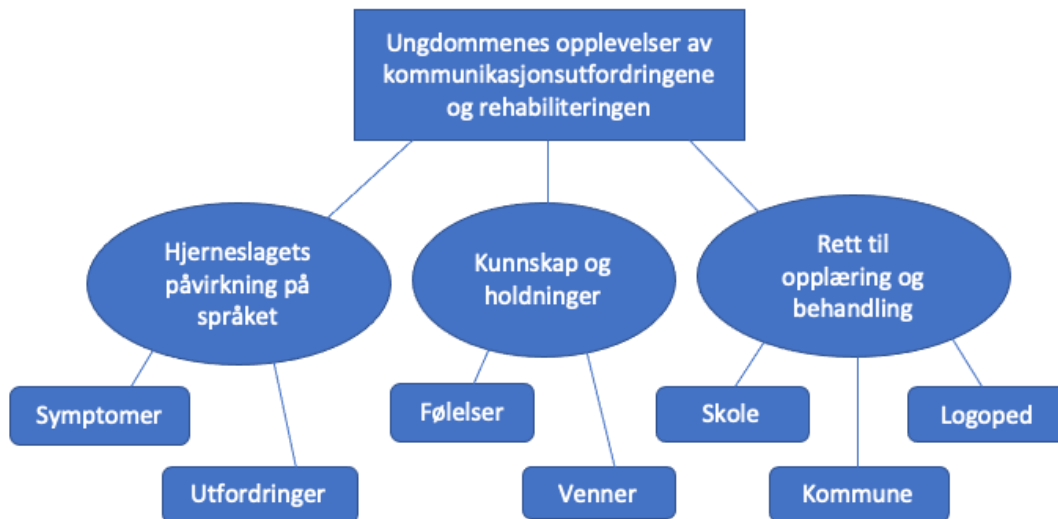 Ungdommenes opplevelser av
kommunikasjonsutfordringene
og rehabiliteringen
Hjerneslagets
påvirkning på
språket
Kunnskap og
holdninger
Rett til
opplæring og
behandling
Symptomer
Utfordringer
Følelser
Venner
Skole
Kommune
Logoped